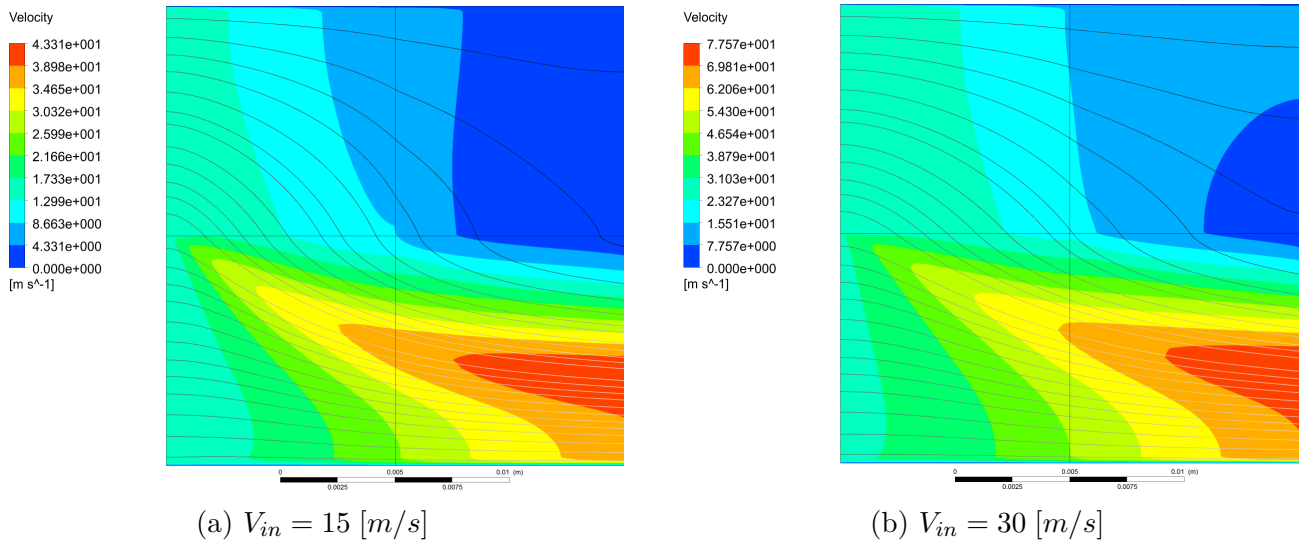 Velocity
4.331e+001
3.898e+001
3.465e+001
3.032e+001
2.599e+001
2.166e+001
1.733e+001
1.299e+001
8.663e+000
4.331e+000
0.000e+000
[m s^-1]
0 0.005 0.01 (m)
0.0025 0.0075
(a) V_in = 15 [m/s]
Velocity
7.757e+001
6.981e+001
6.206e+001
5.430e+001
4.654e+001
3.879e+001
3.103e+001
2.327e+001
1.551e+001
7.757e+000
0.000e+000
[m s^-1]
0 0.005 0.01 (m)
0.0025 0.0075
(b) V_in = 30 [m/s]